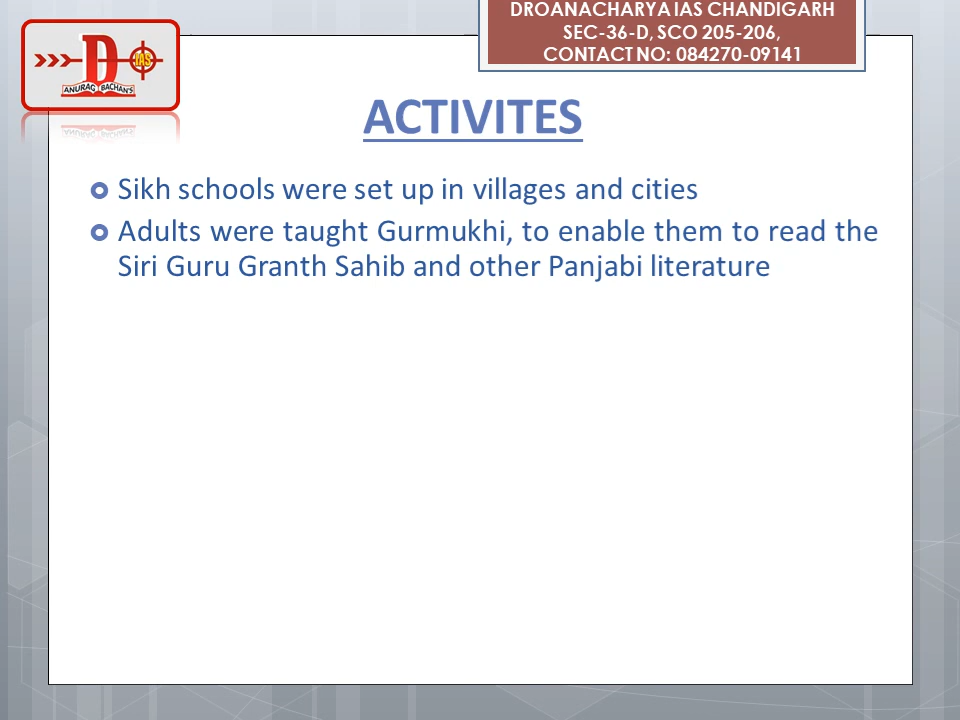 DROANACHARYA IAS CHANDIGARH
SEC-36-D, SCO 205-206,
CONTACT NO: 084270-09141
D
IAS
ANURAG BACHAN'S
ACTIVITES
Sikh schools were set up in villages and cities
Adults were taught Gurmukhi, to enable them to read the
Siri Guru Granth Sahib and other Panjabi literature